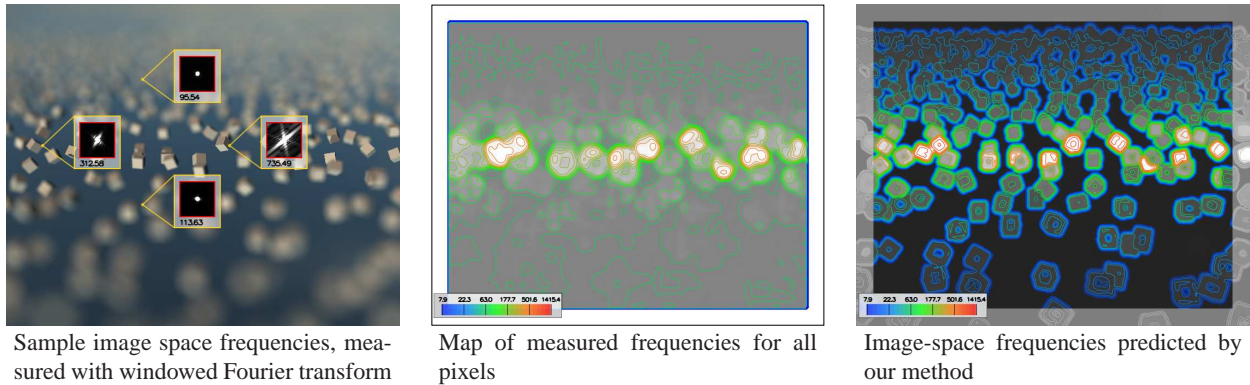 95.54
312.58
735.49
113.63
7.9 22.3 63.0 177.7 501.6 1415.4
7.9 22.3 63.0 177.7 501.6 1415.4
Sample image space frequencies, mea-
sured with windowed Fourier transform
Map of measured frequencies for all
pixels
Image-space frequencies predicted by
our method